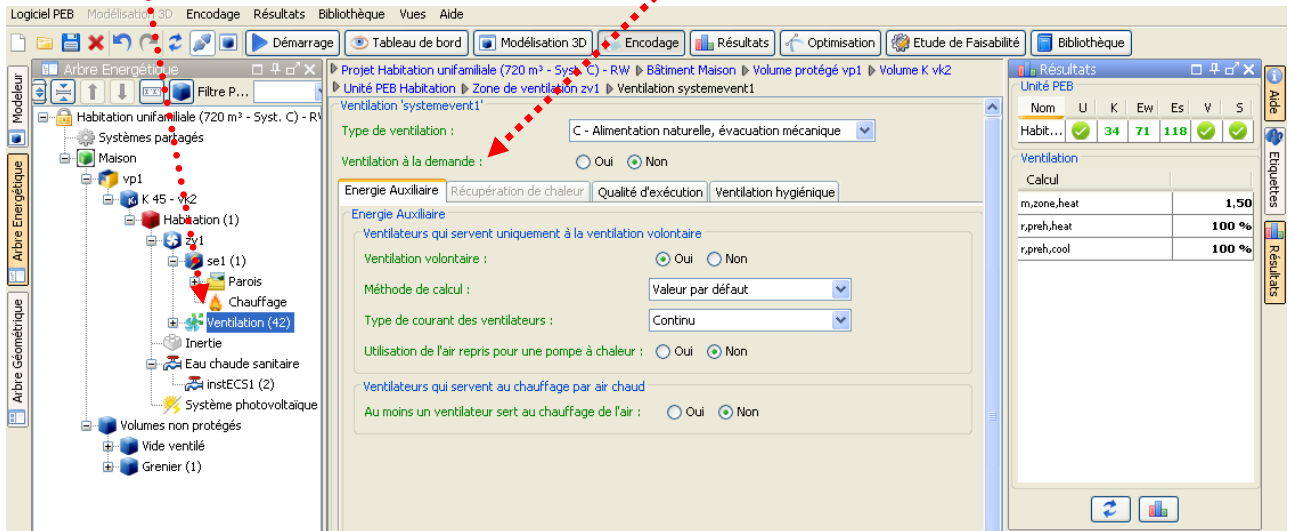 Logiciel PEB Modélisation 3D Encodage Résultats Bibliothèque Vues Aide
Démarrage Tableau de bord Modélisation 3D Encodage Résultats Optimisation Etude de Faisabilité Bibliothèque
Modeleur
Arbre Energétique
Arbre Géométrique
Arbre Energétique
Filtre P...
Habitation unifamiliale (720 m³ - Syst. C) - RW
Systèmes partagés
Maison
vp1
K 45 - vk2
Habitation (1)
zv1
se1 (1)
Parois
Chauffage
Ventilation (42)
Inertie
Eau chaude sanitaire
instECS1 (2)
Système photovoltaïque
Volumes non protégés
Vide ventilé
Grenier (1)
Projet Habitation unifamiliale (720 m³ - Syst. C) - RW Bâtiment Maison Volume protégé vp1 Volume K vk2
Unité PEB Habitation Zone de ventilation zv1 Ventilation systemevent1
Ventilation 'systemevent1'
Type de ventilation : C - Alimentation naturelle, évacuation mécanique
Ventilation à la demande : Oui Non
Energie Auxiliaire Récupération de chaleur Qualité d'exécution Ventilation hygiénique
Energie Auxiliaire
Ventilateurs qui servent uniquement à la ventilation volontaire
Ventilation volontaire : Oui Non
Méthode de calcul : Valeur par défaut
Type de courant des ventilateurs : Continu
Utilisation de l'air repris pour une pompe à chaleur : Oui Non
Ventilateurs qui servent au chauffage par air chaud
Au moins un ventilateur sert au chauffage de l'air : Oui Non
Résultats
Unité PEB
Nom U K Ew Es V S
Habit... 34 71 118
Ventilation
Calcul
m,zone,heat 1,50
r,preh,heat 100 %
r,preh,cool 100 %
Aide
Etiquettes
Résultats